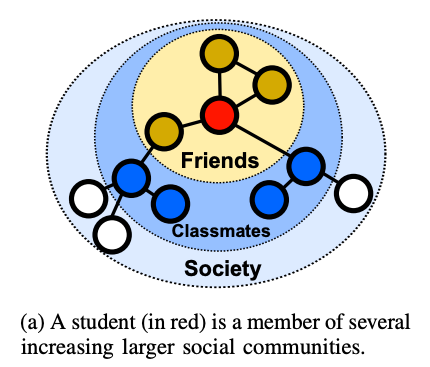 Friends
Classmates
Society
(a) A student (in red) is a member of several
increasing larger social communities.